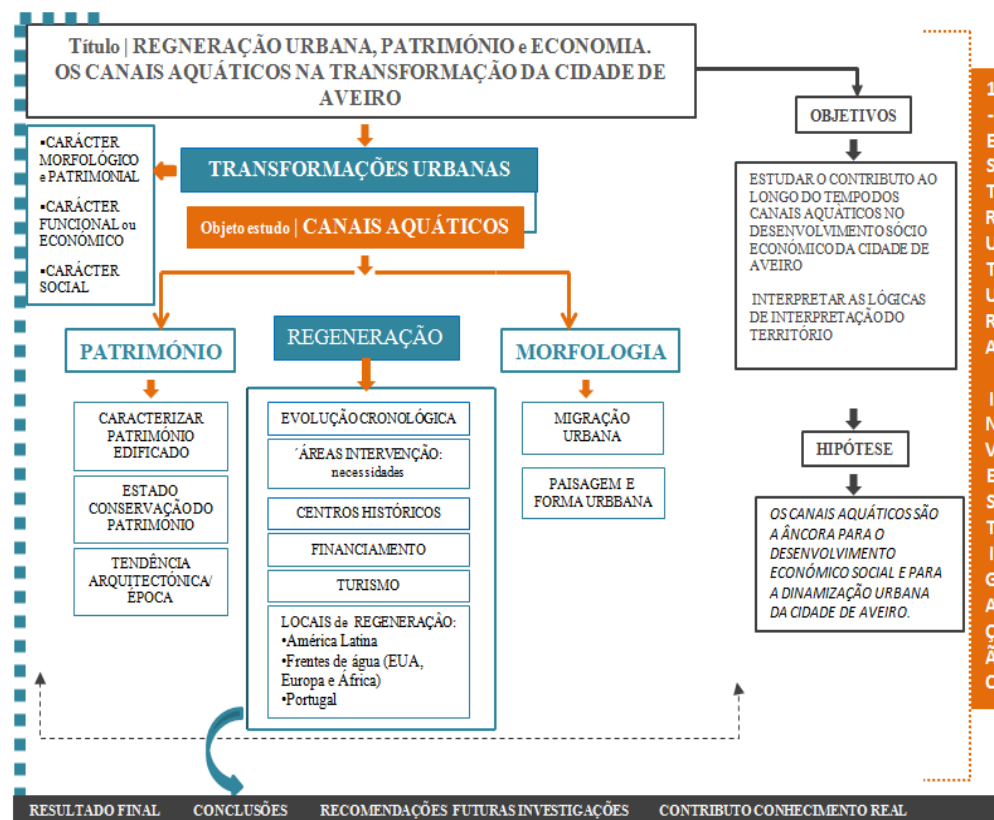 Título | REGNERAÇÃO URBANA, PATRIMÓNIO e ECONOMIA.
OS CANAIS AQUÁTICOS NA TRANSFORMAÇÃO DA CIDADE DE
AVEIRO
▪CARÁCTER
MORFOLÓGICO
e PATRIMONIAL
▪CARÁCTER
FUNCIONAL ou
ECONÓMICO
▪CARÁCTER
SOCIAL
TRANSFORMAÇÕES URBANAS
Objeto estudo | CANAIS AQUÁTICOS
PATRIMÓNIO
CARACTERIZAR
PATRIMÓNIO
EDIFICADO
ESTADO
CONSERVAÇÃO DO
PATRIMÓNIO
TENDÊNCIA
ARQUITECTÓNICA/
ÉPOCA
REGENERAÇÃO
EVOLUÇÃO CRONOLÓGICA
´ÁREAS INTERVENÇÃO:
necessidades
CENTROS HISTÓRICOS
FINANCIAMENTO
TURISMO
LOCAIS de REGENERAÇÃO:
•América Latina
•Frentes de água (EUA,
Europa e África)
•Portugal
MORFOLOGIA
MIGRAÇÃO
URBANA
PAISAGEM E
FORMA URBBANA
OBJETIVOS
ESTUDAR O CONTRIBUTO AO
LONGO DO TEMPO DOS
CANAIS AQUÀTICOS NO
DESENVOLVIMENTO SÓCIO
ECONÓMICO DA CIDADE DE
AVEIRO
INTERPRETAR AS LÓGICAS
DE INTERPRETAÇÃO DO
TERRITÓRIO
HIPÓTESE
OS CANAIS AQUÁTICOS SÃO
A ÂNCORA PARA O
DESENVOLVIMENTO
ECONÓMICO SOCIAL E PARA
A DINAMIZAÇÃO URBANA
DA CIDADE DE AVEIRO.
1-ESTRUTURA INVESTIGAÇÃO
RESULTADO FINAL CONCLUSÕES RECOMENDAÇÕES FUTURAS INVESTIGAÇÕES CONTRIBUTO CONHECIMENTO REAL